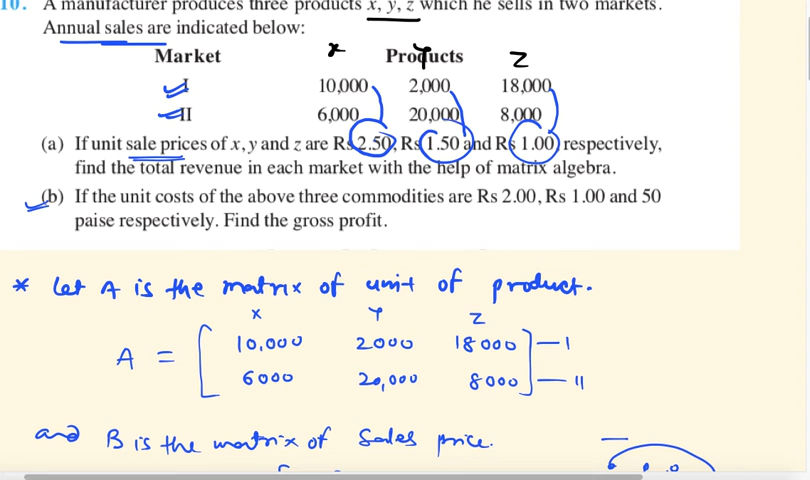 10. A manufacturer produces three products x, y, z which he sells in two markets.
Annual sales are indicated below:
x Y Z
Market Products
I 10,000 2,000 18,000
II 6,000 20,000 8,000
(a) If unit sale prices of x, y and z are Rs 2.50, Rs 1.50 and Rs 1.00 respectively,
find the total revenue in each market with the help of matrix algebra.
(b) If the unit costs of the above three commodities are Rs 2.00, Rs 1.00 and 50
paise respectively. Find the gross profit.
* Let A is the matrix of unit of product.
X Y Z
A = [ 10,000 2000 18000 ] — I
6000 20,000 8000 — II
and B is the matrix of Sales price.